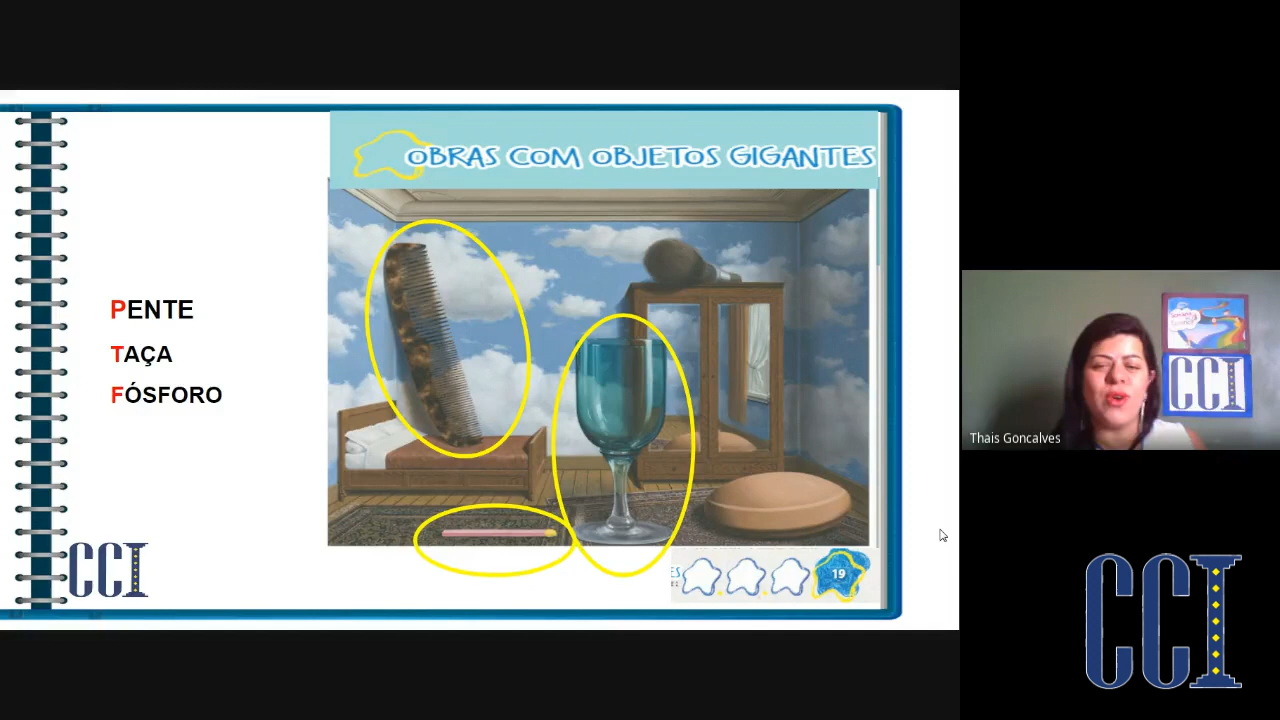 OBRAS COM OBJETOS GIGANTES
PENTE
TAÇA
FÓSFORO
19
CCI
CCI
Thais Goncalves
CCI